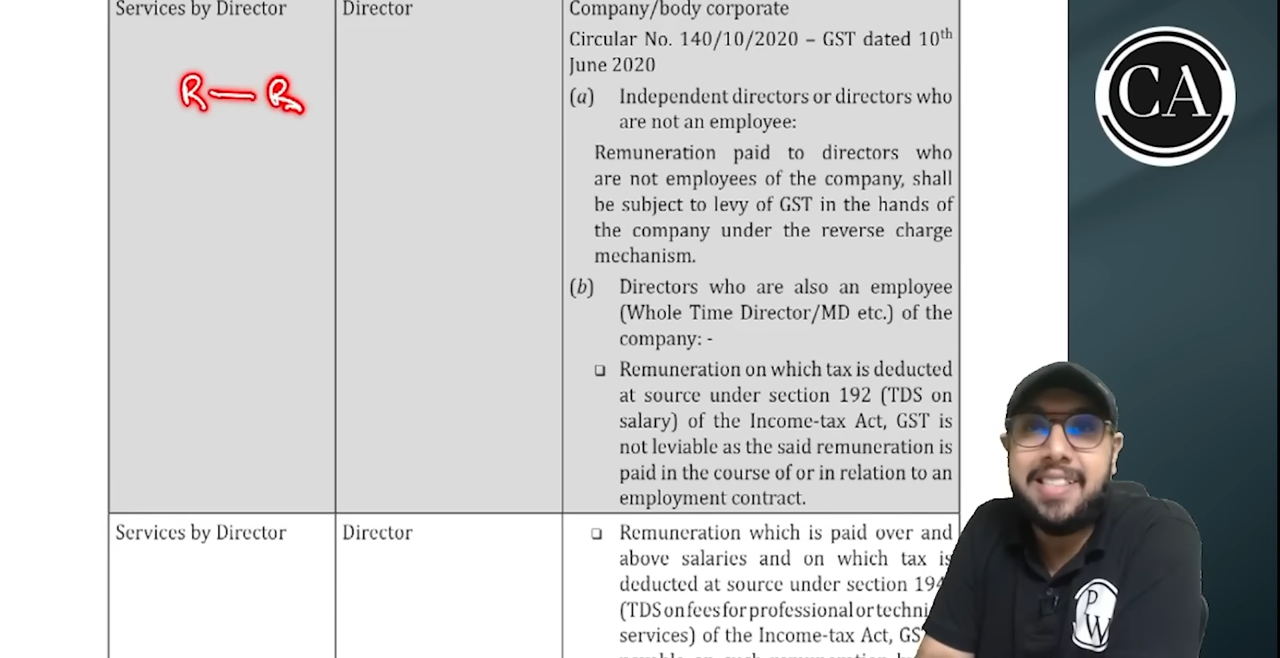 Services by Director
Director
Company/body corporate
Circular No. 140/10/2020 – GST dated 10th
June 2020
(a) Independent directors or directors who
are not an employee:
Remuneration paid to directors who
are not employees of the company, shall
be subject to levy of GST in the hands of
the company under the reverse charge
mechanism.
(b) Directors who are also an employee
(Whole Time Director/MD etc.) of the
company: -
❑ Remuneration on which tax is deducted
at source under section 192 (TDS on
salary) of the Income-tax Act, GST is
not leviable as the said remuneration is
paid in the course of or in relation to an
employment contract.
Services by Director
Director
❑ Remuneration which is paid over and
above salaries and on which tax is
deducted at source under section 194
(TDS on fees for professional or techni
services) of the Income-tax Act, GS
R — R
CA
PW